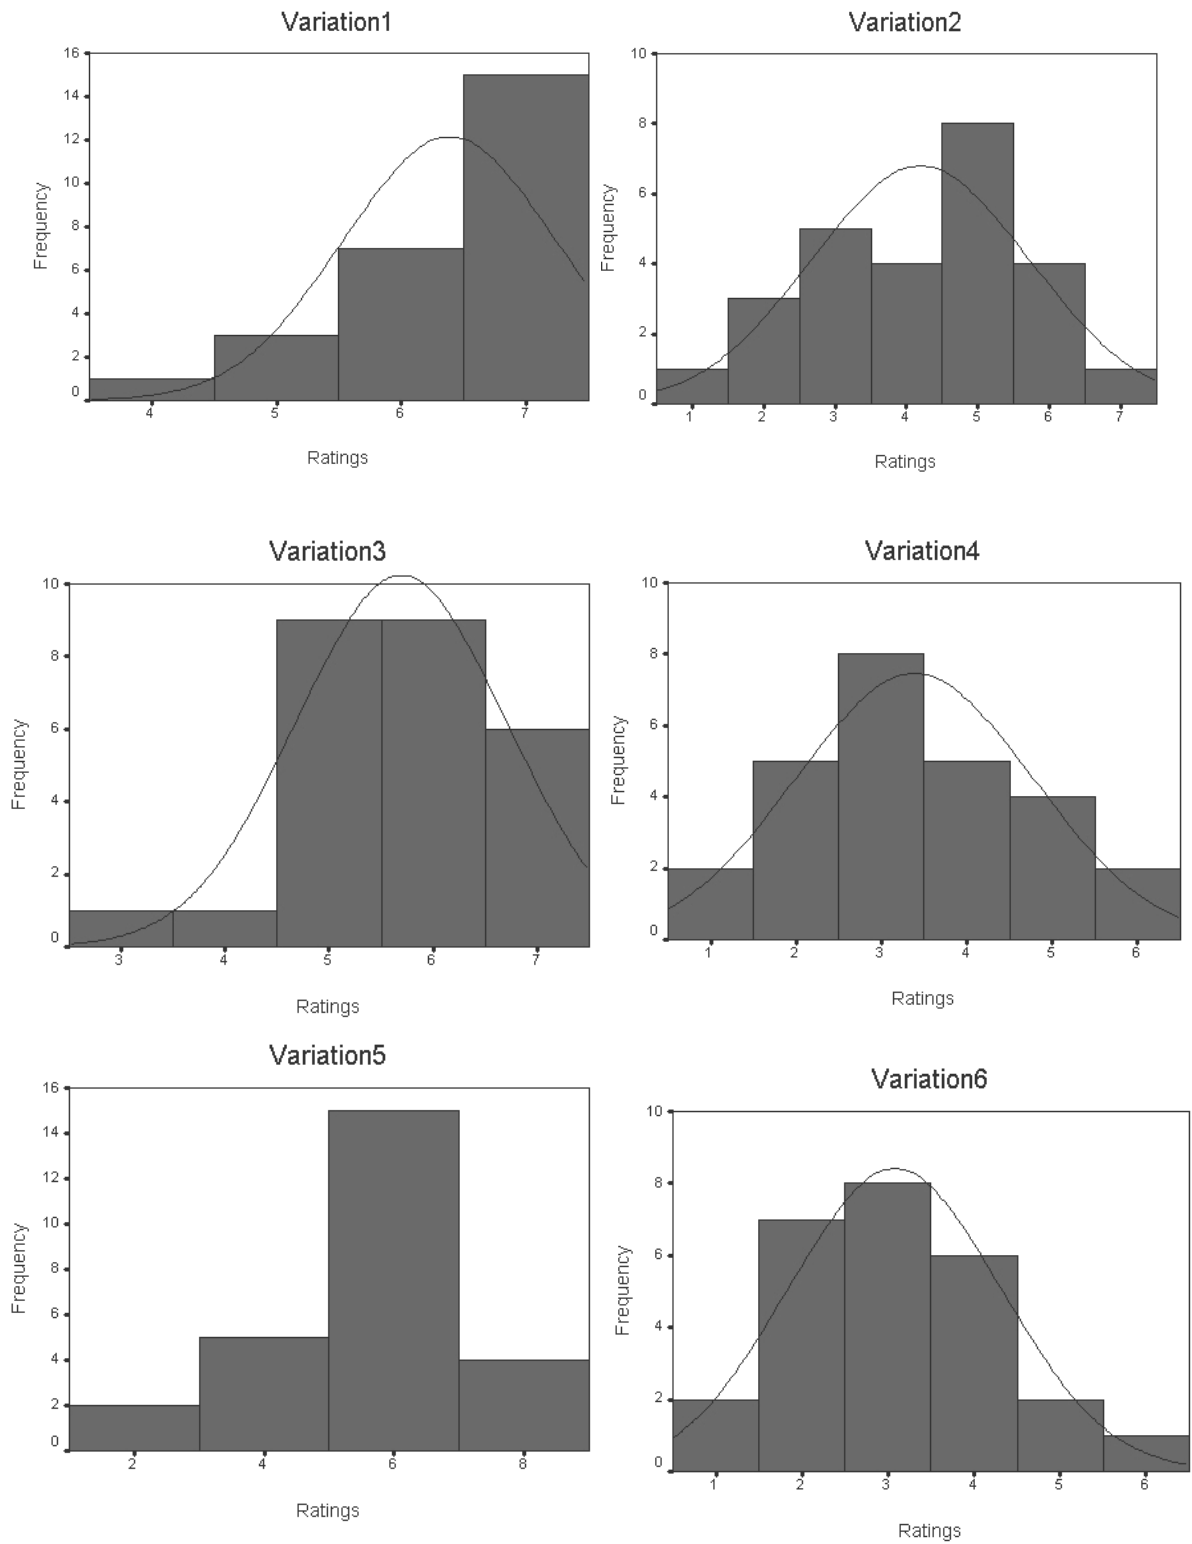 Variation1
16
14
12
10
8
6
4
2
0
Frequency
4 5 6 7
Ratings
Variation2
10
8
6
4
2
0
Frequency
1 2 3 4 5 6 7
Ratings
Variation3
10
8
6
4
2
0
Frequency
3 4 5 6 7
Ratings
Variation4
10
8
6
4
2
0
Frequency
1 2 3 4 5 6
Ratings
Variation5
16
14
12
10
8
6
4
2
0
Frequency
2 4 6 8
Ratings
Variation6
10
8
6
4
2
0
Frequency
1 2 3 4 5 6
Ratings